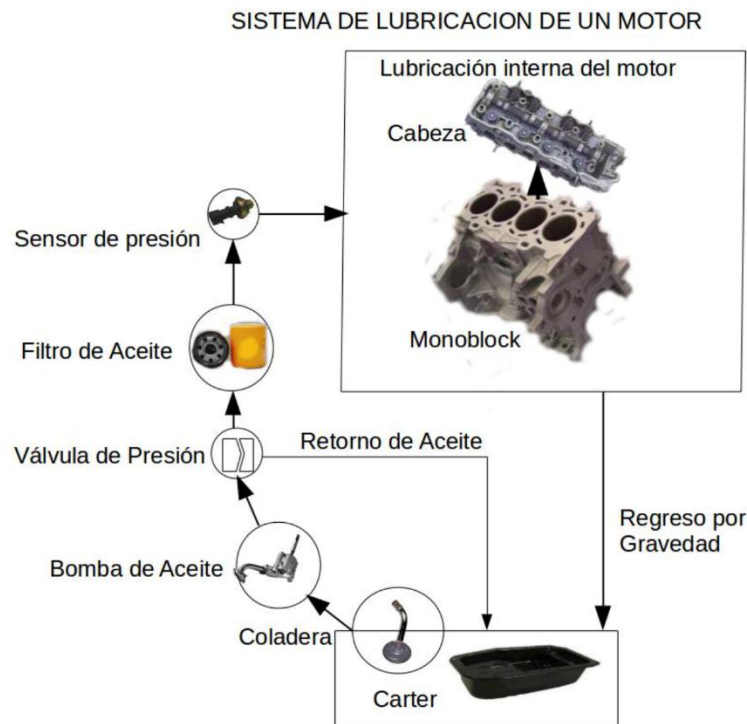 SISTEMA DE LUBRICACION DE UN MOTOR
Lubricación interna del motor
Cabeza
Sensor de presión
Monoblock
Filtro de Aceite
Válvula de Presión
Retorno de Aceite
Regreso por
Gravedad
Bomba de Aceite
Coladera
Carter